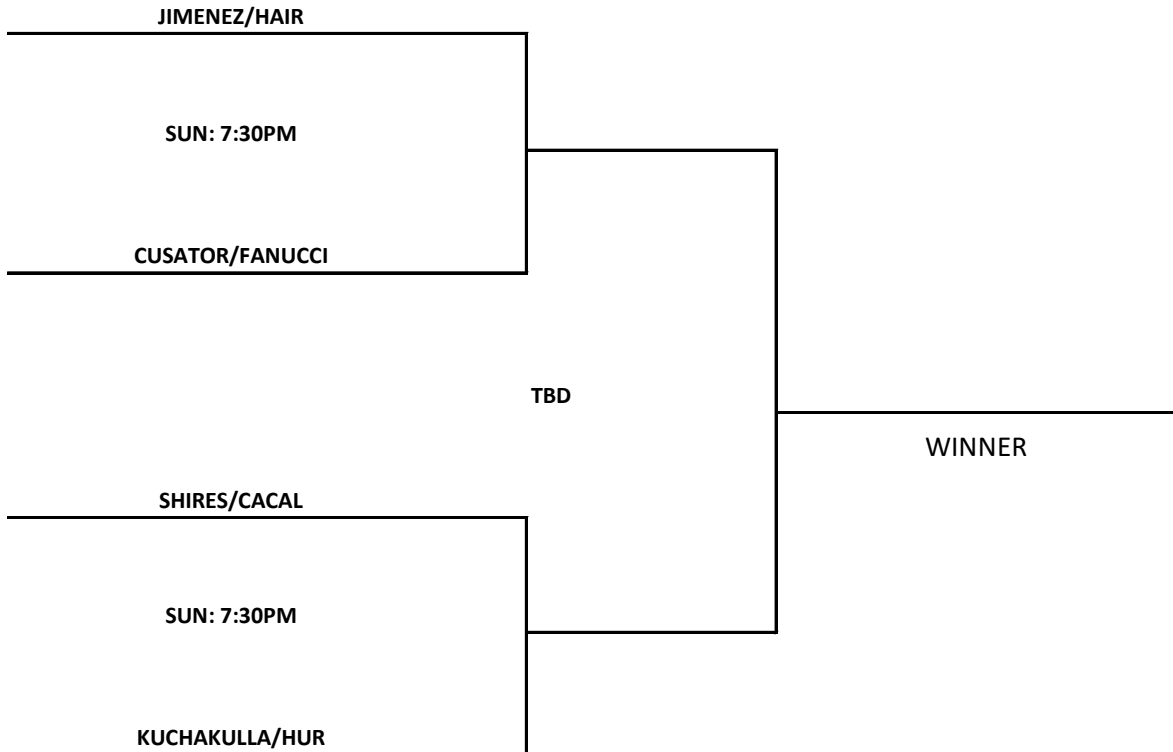 JIMENEZ/HAIR
SUN: 7:30PM
CUSATOR/FANUCCI
TBD
WINNER
SHIRES/CACAL
SUN: 7:30PM
KUCHAKULLA/HUR